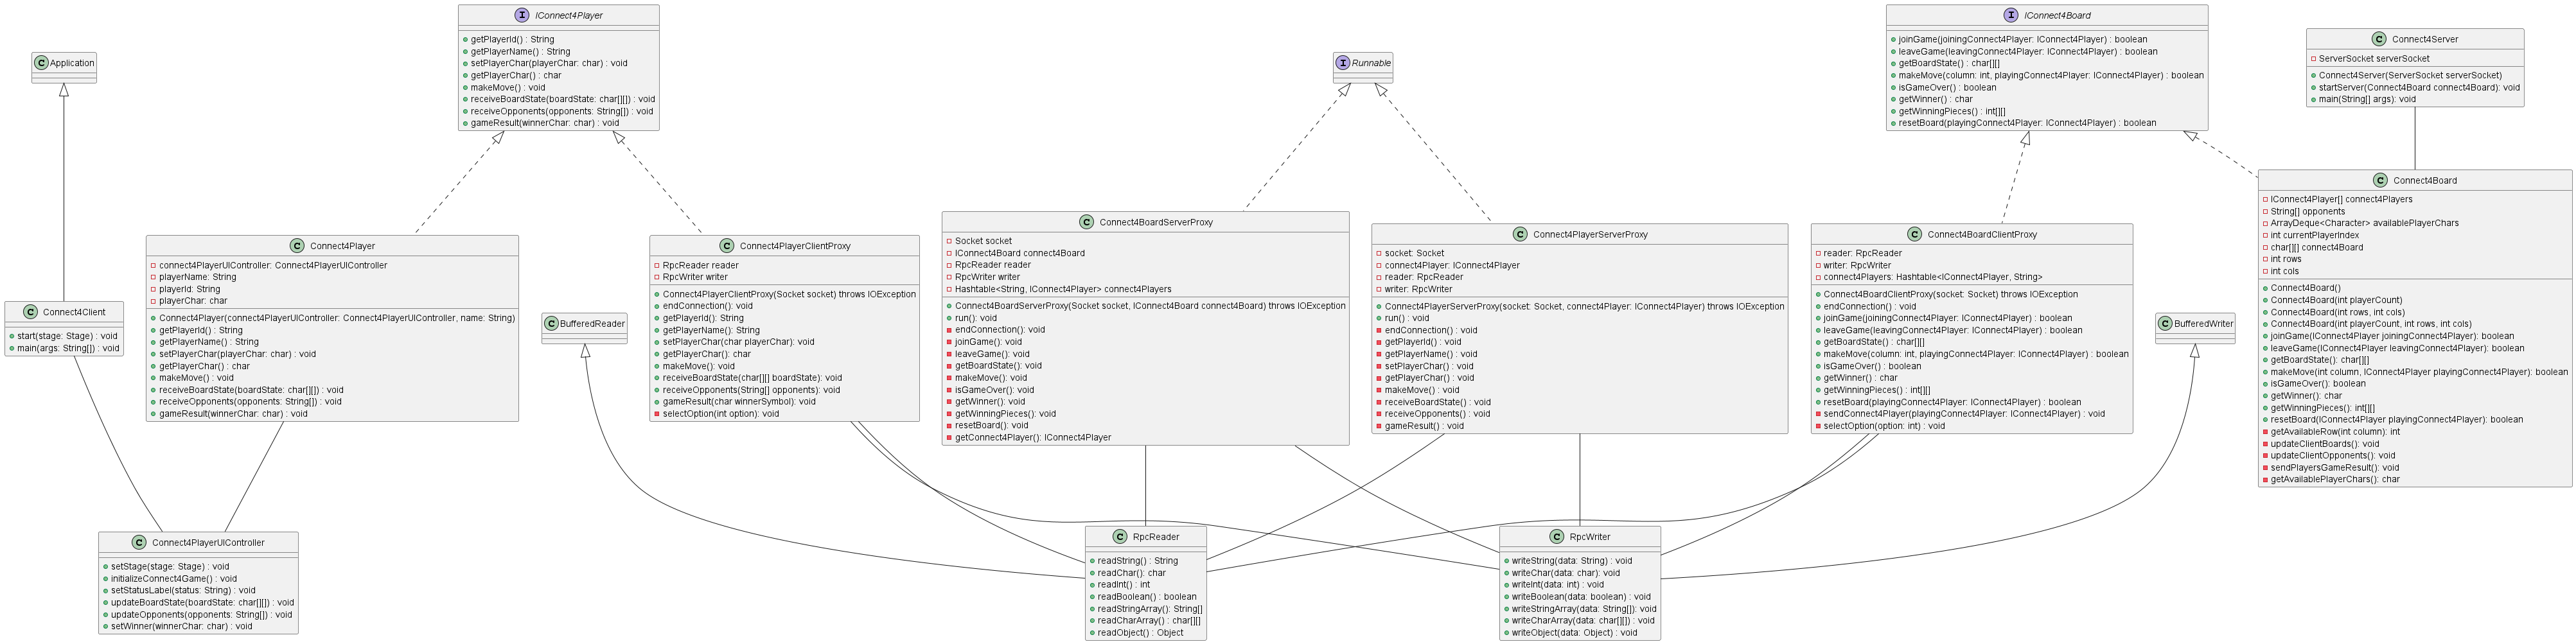 I IConnect4Player
getPlayerId() : String
getPlayerName() : String
setPlayerChar(playerChar: char) : void
getPlayerChar() : char
makeMove() : void
receiveBoardState(boardState: char[][]) : void
receiveOpponents(opponents: String[]) : void
gameResult(winnerChar: char) : void
I IConnect4Board
joinGame(joiningConnect4Player: IConnect4Player) : boolean
leaveGame(leavingConnect4Player: IConnect4Player) : boolean
getBoardState() : char[][]
makeMove(column: int, playingConnect4Player: IConnect4Player) : boolean
isGameOver() : boolean
getWinner() : char
getWinningPieces() : int[][]
resetBoard(playingConnect4Player: IConnect4Player) : boolean
C Connect4Server
ServerSocket serverSocket
Connect4Server(ServerSocket serverSocket)
startServer(Connect4Board connect4Board): void
main(String[] args): void
C Application
I Runnable
C Connect4Board
IConnect4Player[] connect4Players
String[] opponents
ArrayDeque<Character> availablePlayerChars
int currentPlayerIndex
char[][] connect4Board
int rows
int cols
Connect4Board()
Connect4Board(int playerCount)
Connect4Board(int rows, int cols)
Connect4Board(int playerCount, int rows, int cols)
joinGame(IConnect4Player joiningConnect4Player): boolean
leaveGame(IConnect4Player leavingConnect4Player): boolean
getBoardState(): char[][]
makeMove(int column, IConnect4Player playingConnect4Player): boolean
isGameOver(): boolean
getWinner(): char
getWinningPieces(): int[][]
resetBoard(IConnect4Player playingConnect4Player): boolean
getAvailableRow(int column): int
updateClientBoards(): void
updateClientOpponents(): void
sendPlayersGameResult(): void
getAvailablePlayerChars(): char
C Connect4Player
connect4PlayerUIController: Connect4PlayerUIController
playerName: String
playerId: String
playerChar: char
Connect4Player(connect4PlayerUIController: Connect4PlayerUIController, name: String)
getPlayerId() : String
getPlayerName() : String
setPlayerChar(playerChar: char) : void
getPlayerChar() : char
makeMove() : void
receiveBoardState(boardState: char[][]) : void
receiveOpponents(opponents: String[]) : void
gameResult(winnerChar: char) : void
C Connect4PlayerClientProxy
RpcReader reader
RpcWriter writer
Connect4PlayerClientProxy(Socket socket) throws IOException
endConnection(): void
getPlayerId(): String
getPlayerName(): String
setPlayerChar(char playerChar): void
getPlayerChar(): char
makeMove(): void
receiveBoardState(char[][] boardState): void
receiveOpponents(String[] opponents): void
gameResult(char winnerSymbol): void
selectOption(int option): void
C Connect4BoardServerProxy
Socket socket
IConnect4Board connect4Board
RpcReader reader
RpcWriter writer
Hashtable<String, IConnect4Player> connect4Players
Connect4BoardServerProxy(Socket socket, IConnect4Board connect4Board) throws IOException
run(): void
endConnection(): void
joinGame(): void
leaveGame(): void
getBoardState(): void
makeMove(): void
isGameOver(): void
getWinner(): void
getWinningPieces(): void
resetBoard(): void
getConnect4Player(): IConnect4Player
C Connect4PlayerServerProxy
socket: Socket
connect4Player: IConnect4Player
reader: RpcReader
writer: RpcWriter
Connect4PlayerServerProxy(socket: Socket, connect4Player: IConnect4Player) throws IOException
run() : void
endConnection() : void
getPlayerId() : void
getPlayerName() : void
setPlayerChar() : void
getPlayerChar() : void
makeMove() : void
receiveBoardState() : void
receiveOpponents() : void
gameResult() : void
C Connect4BoardClientProxy
reader: RpcReader
writer: RpcWriter
connect4Players: Hashtable<IConnect4Player, String>
Connect4BoardClientProxy(socket: Socket) throws IOException
endConnection() : void
joinGame(joiningConnect4Player: IConnect4Player) : boolean
leaveGame(leavingConnect4Player: IConnect4Player) : boolean
getBoardState() : char[][]
makeMove(column: int, playingConnect4Player: IConnect4Player) : boolean
isGameOver() : boolean
getWinner() : char
getWinningPieces() : int[][]
resetBoard(playingConnect4Player: IConnect4Player) : boolean
sendConnect4Player(playingConnect4Player: IConnect4Player) : void
selectOption(option: int) : void
C Connect4Client
start(stage: Stage) : void
main(args: String[]) : void
C BufferedReader
C BufferedWriter
C Connect4PlayerUIController
setStage(stage: Stage) : void
initializeConnect4Game() : void
setStatusLabel(status: String) : void
updateBoardState(boardState: char[][]) : void
updateOpponents(opponents: String[]) : void
setWinner(winnerChar: char) : void
C RpcReader
readString() : String
readChar(): char
readInt() : int
readBoolean() : boolean
readStringArray(): String[]
readCharArray() : char[][]
readObject() : Object
C RpcWriter
writeString(data: String) : void
writeChar(data: char): void
writeInt(data: int) : void
writeBoolean(data: boolean) : void
writeStringArray(data: String[]): void
writeCharArray(data: char[][]) : void
writeObject(data: Object) : void